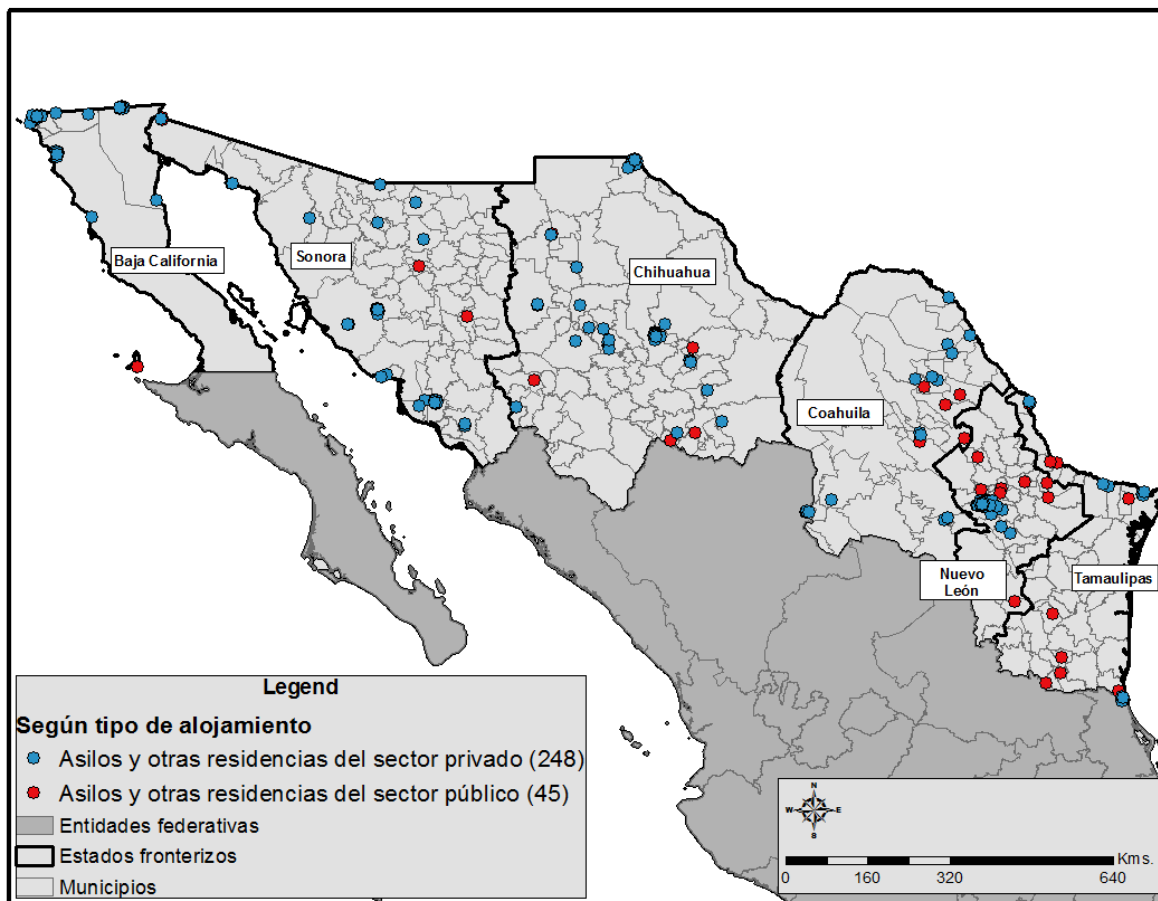 Baja California
Sonora
Chihuahua
Coahuila
Nuevo
León
Tamaulipas
Legend
Según tipo de alojamiento
Asilos y otras residencias del sector privado (248)
Asilos y otras residencias del sector público (45)
Entidades federativas
Estados fronterizos
Municipios
N
W E
S
Kms.
0 160 320 640